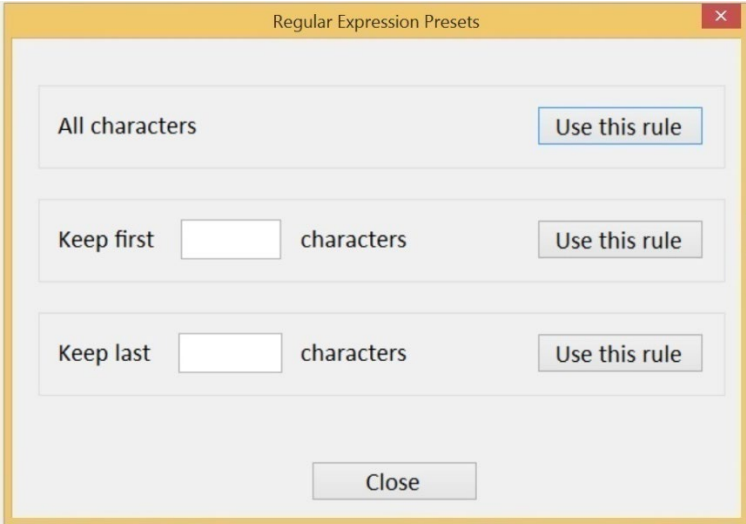 Regular Expression Presets
All characters Use this rule
Keep first characters Use this rule
Keep last characters Use this rule
Close